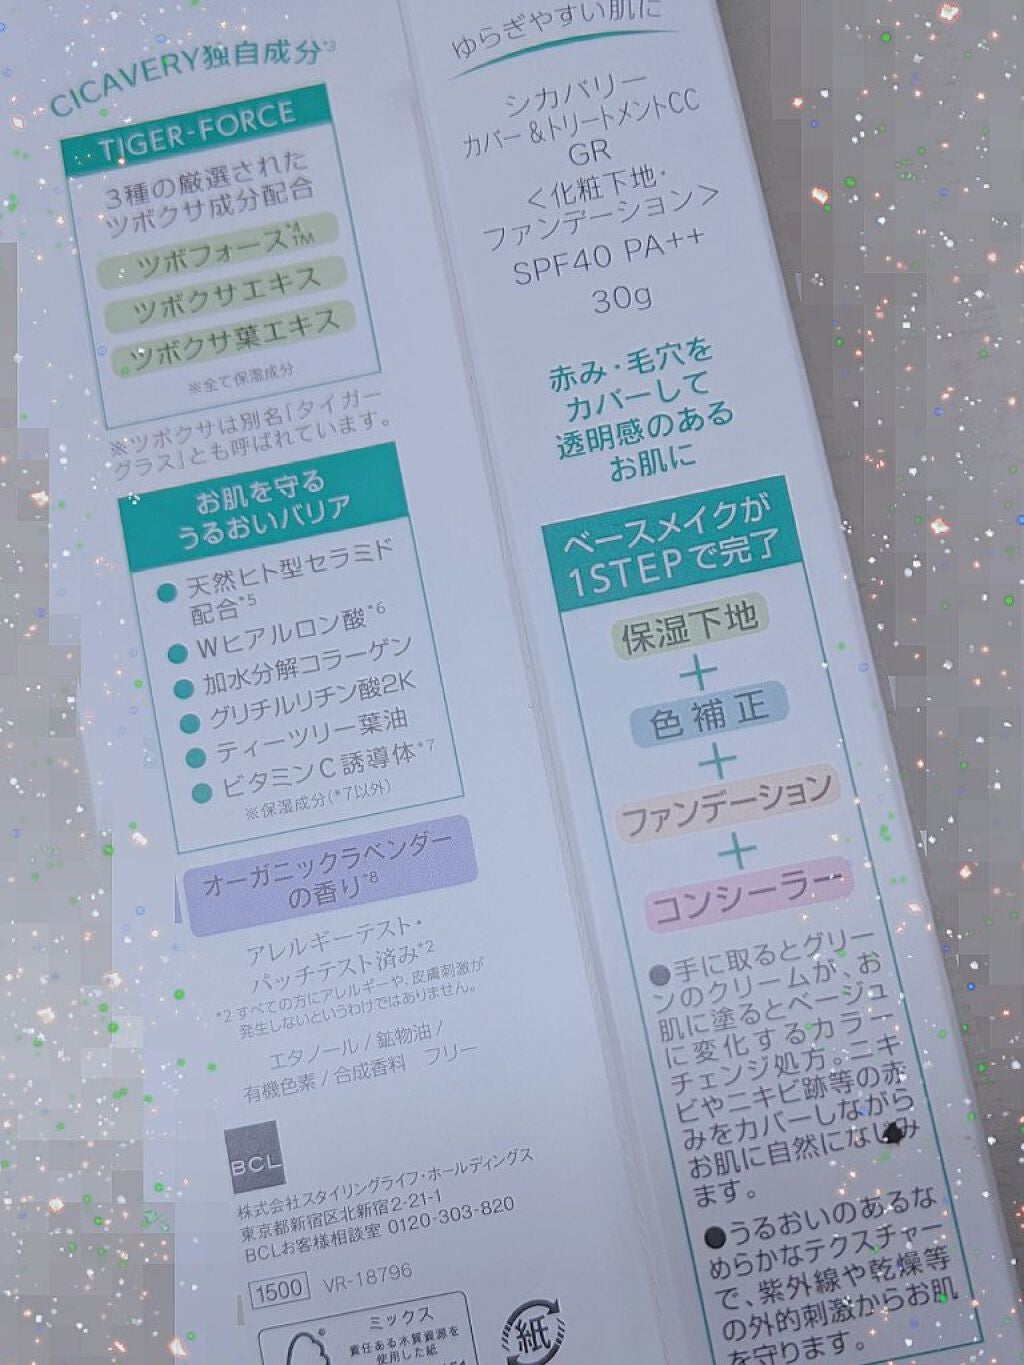 CICAVERY独自成分*3
TIGER-FORCE
3種の厳選された
ツボクサ成分配合
ツボフォース*4™
ツボクサエキス
ツボクサ葉エキス
※全て保湿成分
※ツボクサは別名「タイガー
グラス」とも呼ばれています。
お肌を守る
うるおいバリア
●天然ヒト型セラミド
配合*5
●Wヒアルロン酸*6
●加水分解コラーゲン
●グリチルリチン酸2K
●ティーツリー葉油
●ビタミンC誘導体*7
※保湿成分(*7以外)
オーガニックラベンダー
の香り*8
アレルギーテスト・
パッチテスト済み*2
*2 すべての方にアレルギーや、皮膚刺激が
発生しないというわけではありません。
エタノール / 鉱物油 /
有機色素 / 合成香料 フリー
BCL
株式会社スタイリングライフ・ホールディングス
東京都新宿区北新宿2-21-1
BCLお客様相談室 0120-303-820
1500 VR-18796
ミックス
責任ある木質資源を
使用した紙
紙
ゆらぎやすい肌に
シカバリー
カバー&トリートメントCC
GR
<化粧下地・
ファンデーション>
SPF40 PA++
30g
赤み・毛穴を
カバーして
透明感のある
お肌に
ベースメイクが
1STEPで完了
保湿下地
+
色補正
+
ファンデーション
+
コンシーラー
●手に取るとグリー
ンのクリームが、お
肌に塗るとベージュ
に変化するカラー
チェンジ処方。ニキ
ビやニキビ跡等の赤
みをカバーしながら
お肌に自然になじみ
ます。
●うるおいのあるな
めらかなテクスチャー
で、紫外線や乾燥等
の外的刺激からお肌
を守ります。